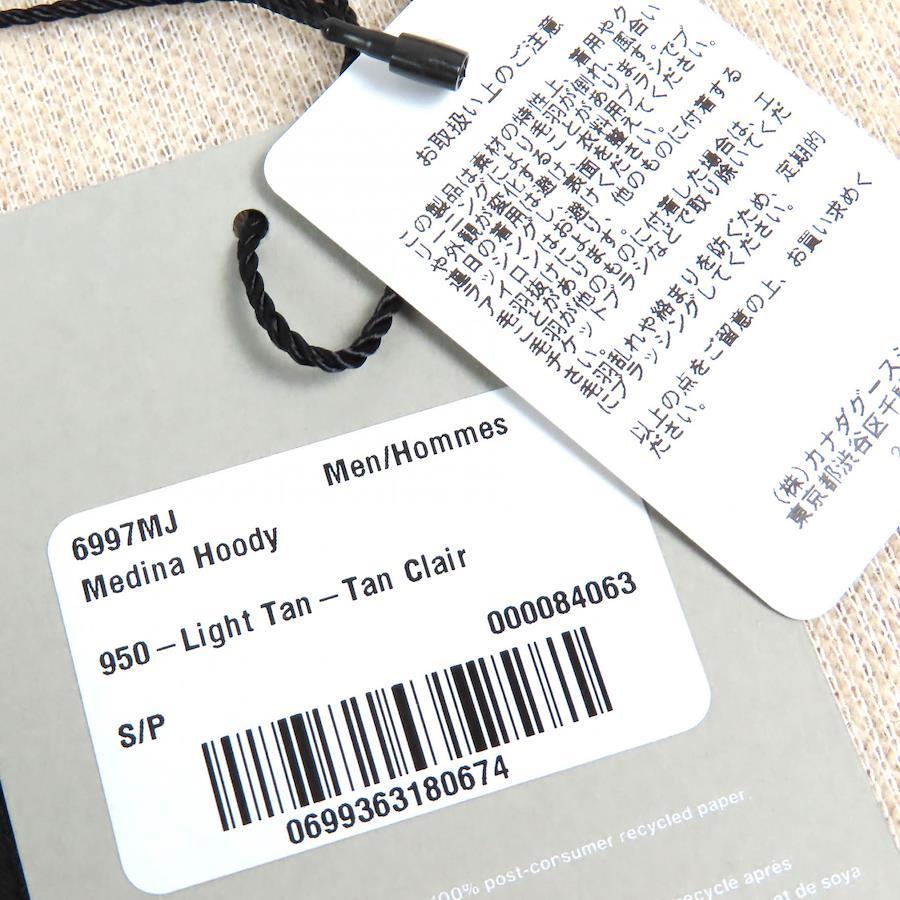 お取扱い上のご注意
この製品は素材の特性上、着用やク
リーニングにより毛羽が倒れ、風合い
や外観が変化することがあります。
連日の着用は避け、衣料用ブラシでブ
ラッシングし、表面を整えてください。
アイロンはお避けください。
毛羽抜けにより、他のものに付着する
ことがあります。
毛羽が他のものに付着した場合は、エ
チケットブラシなどで取り除いてくだ
さい。
毛羽乱れや絡まりを防ぐため、定期的
にブラッシングしてください。
以上の点をご留意の上、お買い求めく
ださい。
(株)カナダグース
東京都渋谷区千
Men/Hommes
6997MJ
Medina Hoody
950 – Light Tan – Tan Clair
000084063
S/P
0699363180674
100% post-consumer recycled paper.
recyclé après
et de soya